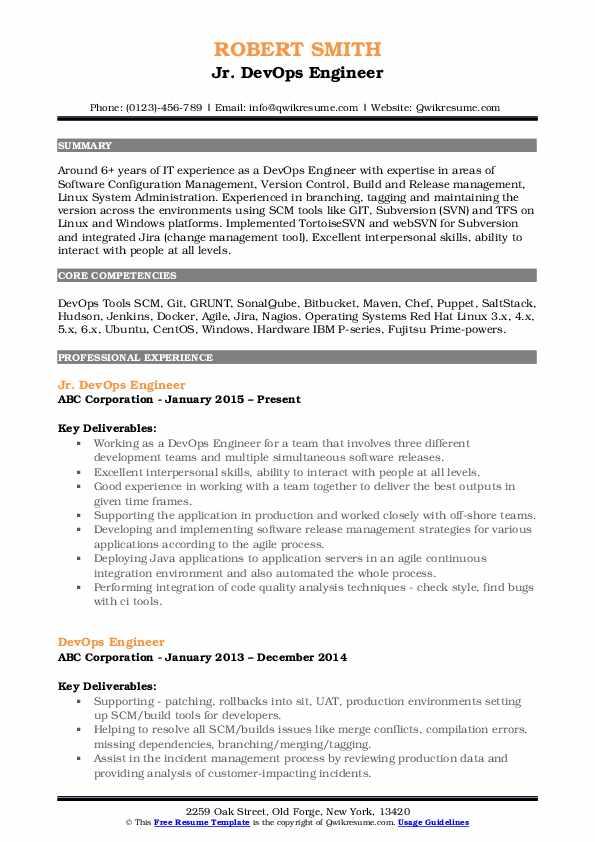 ROBERT SMITH
Jr. DevOps Engineer
Phone: (0123)-456-789 | Email: info@qwikresume.com | Website: Qwikresume.com
SUMMARY
Around 6+ years of IT experience as a DevOps Engineer with expertise in areas of
Software Configuration Management, Version Control, Build and Release management,
Linux System Administration. Experienced in branching, tagging and maintaining the
version across the environments using SCM tools like GIT, Subversion (SVN) and TFS on
Linux and Windows platforms. Implemented TortoiseSVN and webSVN for Subversion
and integrated Jira (change management tool), Excellent interpersonal skills, ability to
interact with people at all levels.
CORE COMPETENCIES
DevOps Tools SCM, Git, GRUNT, SonalQube, Bitbucket, Maven, Chef, Puppet, SaltStack,
Hudson, Jenkins, Docker, Agile, Jira, Nagios. Operating Systems Red Hat Linux 3.x, 4.x,
5.x, 6.x, Ubuntu, CentOS, Windows, Hardware IBM P-series, Fujitsu Prime-powers.
PROFESSIONAL EXPERIENCE
Jr. DevOps Engineer
ABC Corporation - January 2015 – Present
Key Deliverables:
▪ Working as a DevOps Engineer for a team that involves three different
development teams and multiple simultaneous software releases.
▪ Excellent interpersonal skills, ability to interact with people at all levels.
▪ Good experience in working with a team together to deliver the best outputs in
given time frames.
▪ Supporting the application in production and worked closely with off-shore teams.
▪ Developing and implementing software release management strategies for various
applications according to the agile process.
▪ Deploying Java applications to application servers in an agile continuous
integration environment and also automated the whole process.
▪ Performing integration of code quality analysis techniques - check style, find bugs
with ci tools.
DevOps Engineer
ABC Corporation - January 2013 – December 2014
Key Deliverables:
▪ Supporting - patching, rollbacks into sit, UAT, production environments setting
up SCM/build tools for developers.
▪ Helping to resolve all SCM/builds issues like merge conflicts, compilation errors,
missing dependencies, branching/merging/tagging.
▪ Assist in the incident management process by reviewing production data and
providing analysis of customer-impacting incidents.
2259 Oak Street, Old Forge, New York, 13420
© This Free Resume Template is the copyright of Qwikresume.com. Usage Guidelines